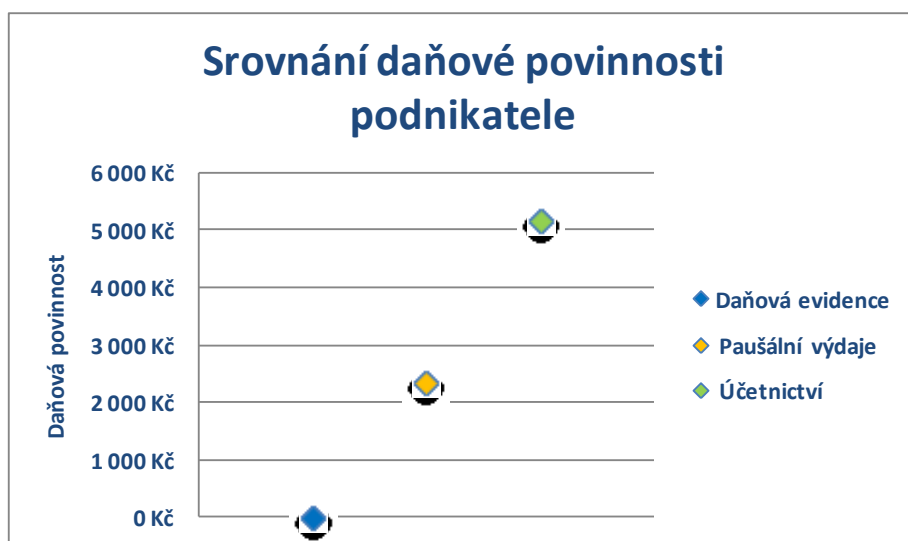 Srovnání daňové povinnosti
podnikatele
6 000 Kč
5 000 Kč
4 000 Kč
3 000 Kč
2 000 Kč
1 000 Kč
0 Kč
Daňová povinnost
Daňová evidence
Paušální výdaje
Účetnictví